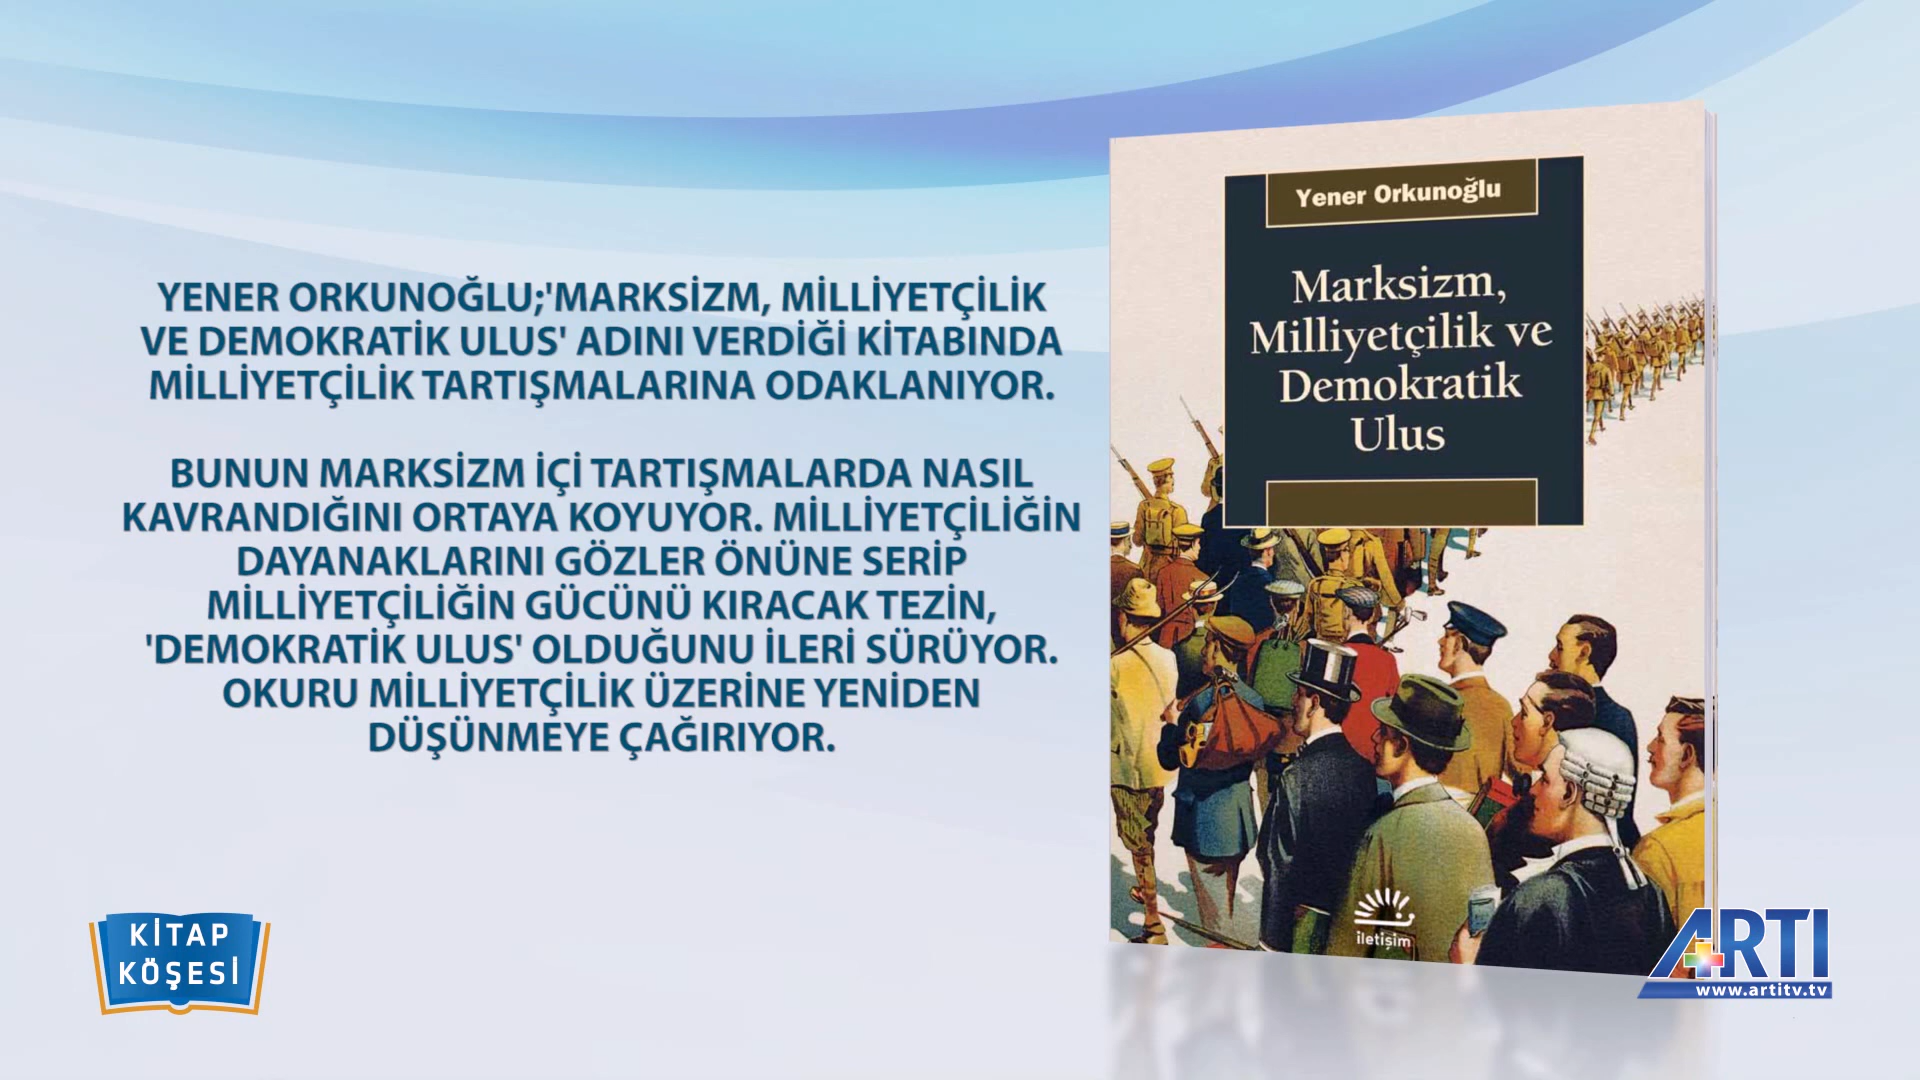 YENER ORKUNOĞLU;'MARKSİZM, MİLLİYETÇİLİK
VE DEMOKRATİK ULUS' ADINI VERDİĞİ KİTABINDA
MİLLİYETÇİLİK TARTIŞMALARINA ODAKLANIYOR.
BUNUN MARKSİZM İÇİ TARTIŞMALARDA NASIL
KAVRANDIĞINI ORTAYA KOYUYOR. MİLLİYETÇİLİĞİN
DAYANAKLARINI GÖZLER ÖNÜNE SERİP
MİLLİYETÇİLİĞİN GÜCÜNÜ KIRACAK TEZİN,
'DEMOKRATİK ULUS' OLDUĞUNU İLERİ SÜRÜYOR.
OKURU MİLLİYETÇİLİK ÜZERİNE YENİDEN
DÜŞÜNMEYE ÇAĞIRIYOR.
Yener Orkunoğlu
Marksizm,
Milliyetçilik ve
Demokratik
Ulus
iletişim
KİTAP
KÖŞESİ
ARTI
www.artitv.tv